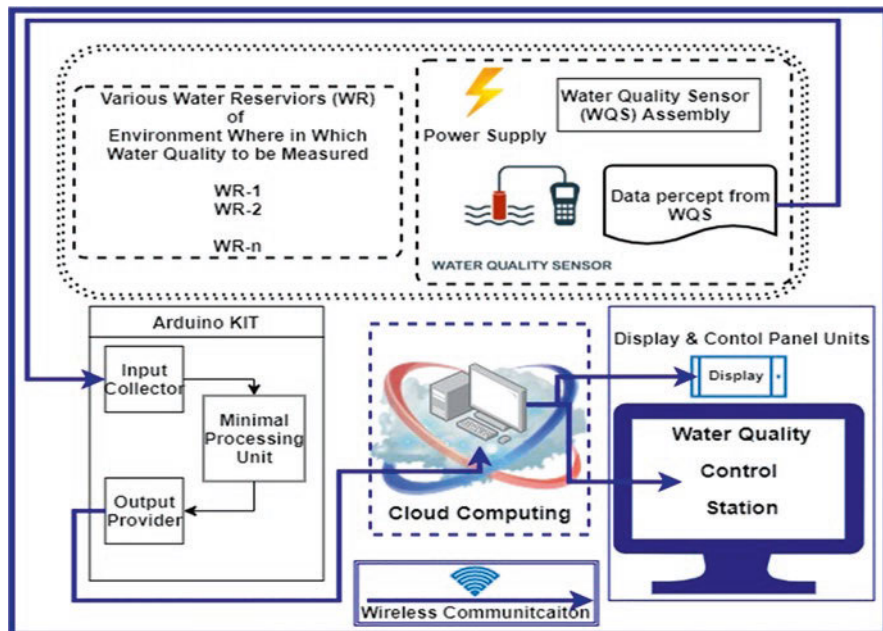 Various Water Reserviors (WR)
of
Environment Where in Which
Water Quality to be Measured
WR-1
WR-2
WR-n
Power Supply
Water Quality Sensor
(WQS) Assembly
Data percept from
WQS
WATER QUALITY SENSOR
Arduino KIT
Input
Collector
Minimal
Processing
Unit
Output
Provider
Cloud Computing
Display & Contol Panel Units
Display
Water Quality
Control
Station
Wireless Communitcaiton